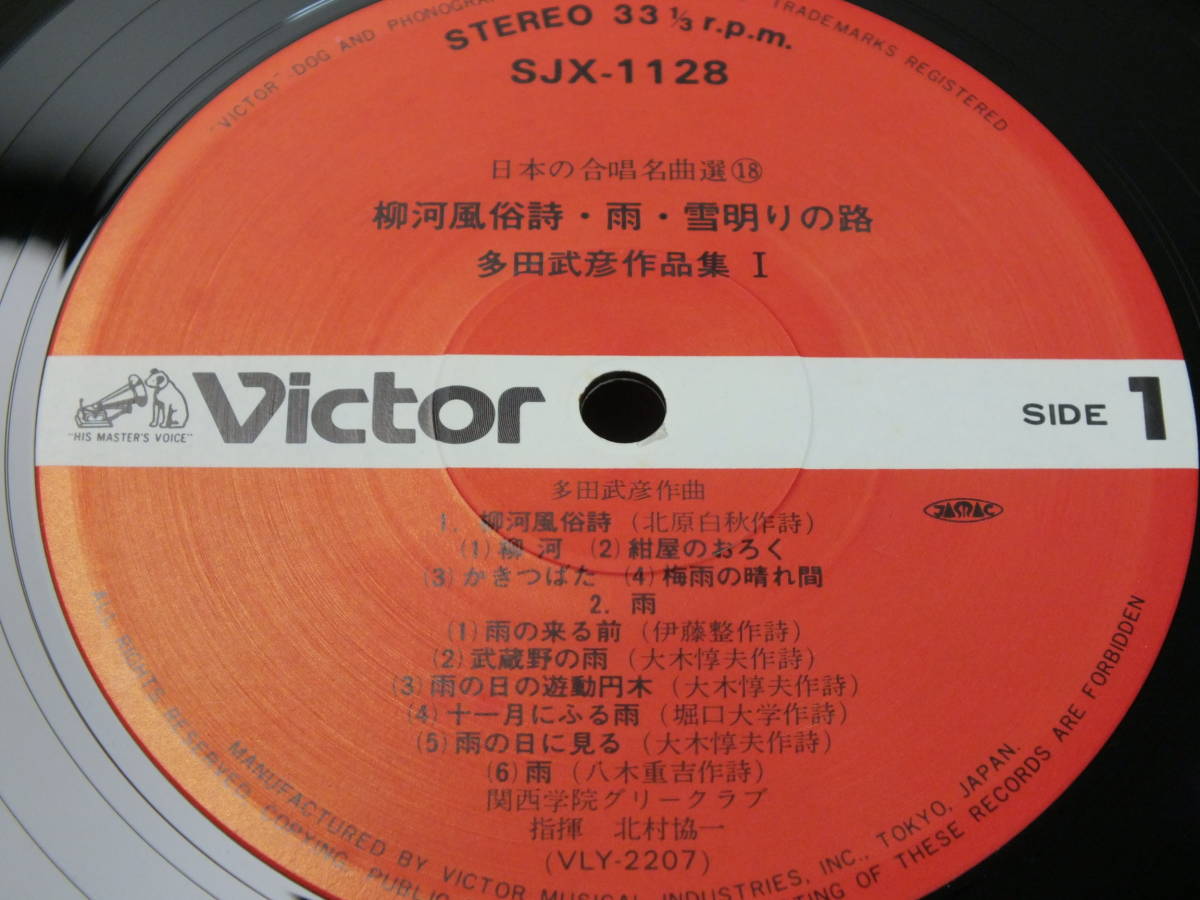 "VICTOR" DOG AND PHONOGRA
TRADEMARKS REGISTERED
STEREO 33 1/3 r.p.m.
SJX-1128
日本の合唱名曲選⑱
柳河風俗詩・雨・雪明りの路
多田武彦作品集 I
"HIS MASTER'S VOICE"
Victor
SIDE 1
多田武彦作曲
JASRAC
1. 柳河風俗詩(北原白秋作詩)
(1)柳河 (2)紺屋のおろく
(3)かきつばた (4)梅雨の晴れ間
2. 雨
(1)雨の来る前(伊藤整作詩)
(2)武蔵野の雨(大木惇夫作詩)
(3)雨の日の遊動円木(大木惇夫作詩)
(4)十一月にふる雨(堀口大学作詩)
(5)雨の日に見る(大木惇夫作詩)
(6)雨(八木重吉作詩)
関西学院グリークラブ
指揮 北村協一
(VLY-2207)
MANUFACTURED BY VICTOR MUSICAL INDUSTRIES, INC., TOKYO, JAPAN.
ALL RIGHTS RESERVED. COPYING, PUBLIC
TING OF THESE RECORDS ARE FORBIDDEN